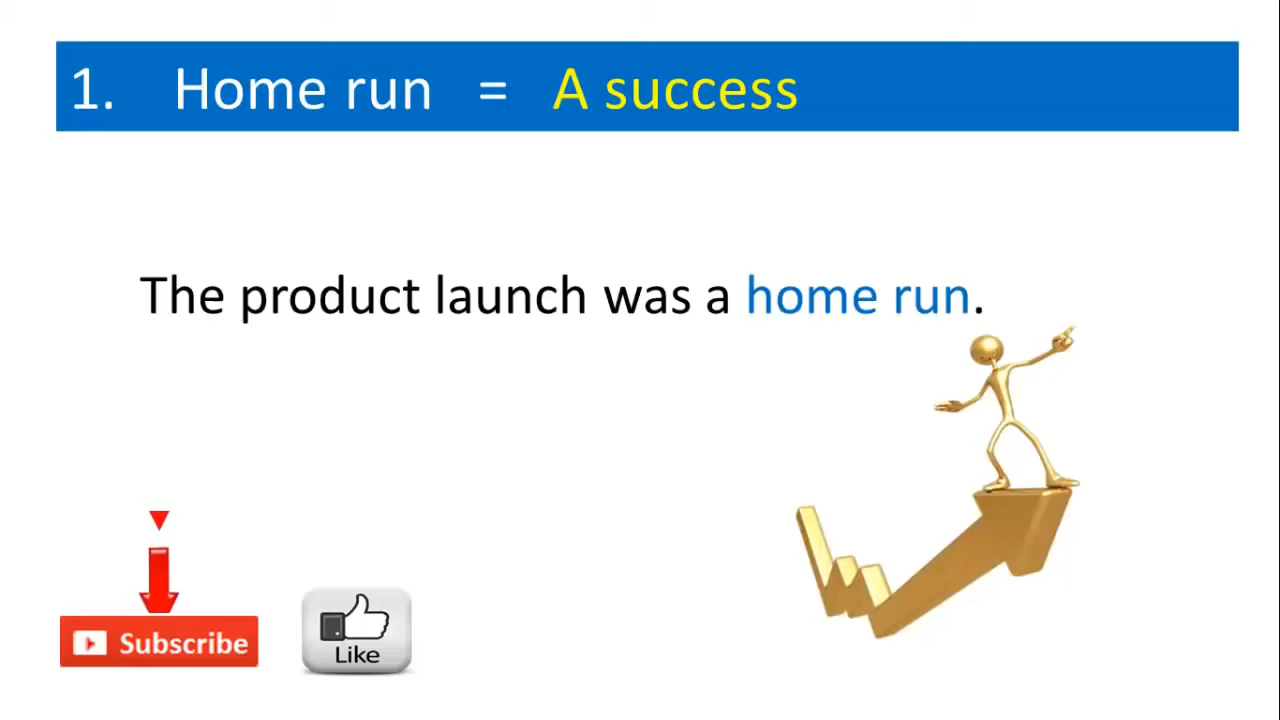 1. Home run = A success
The product launch was a home run.
Subscribe
Like